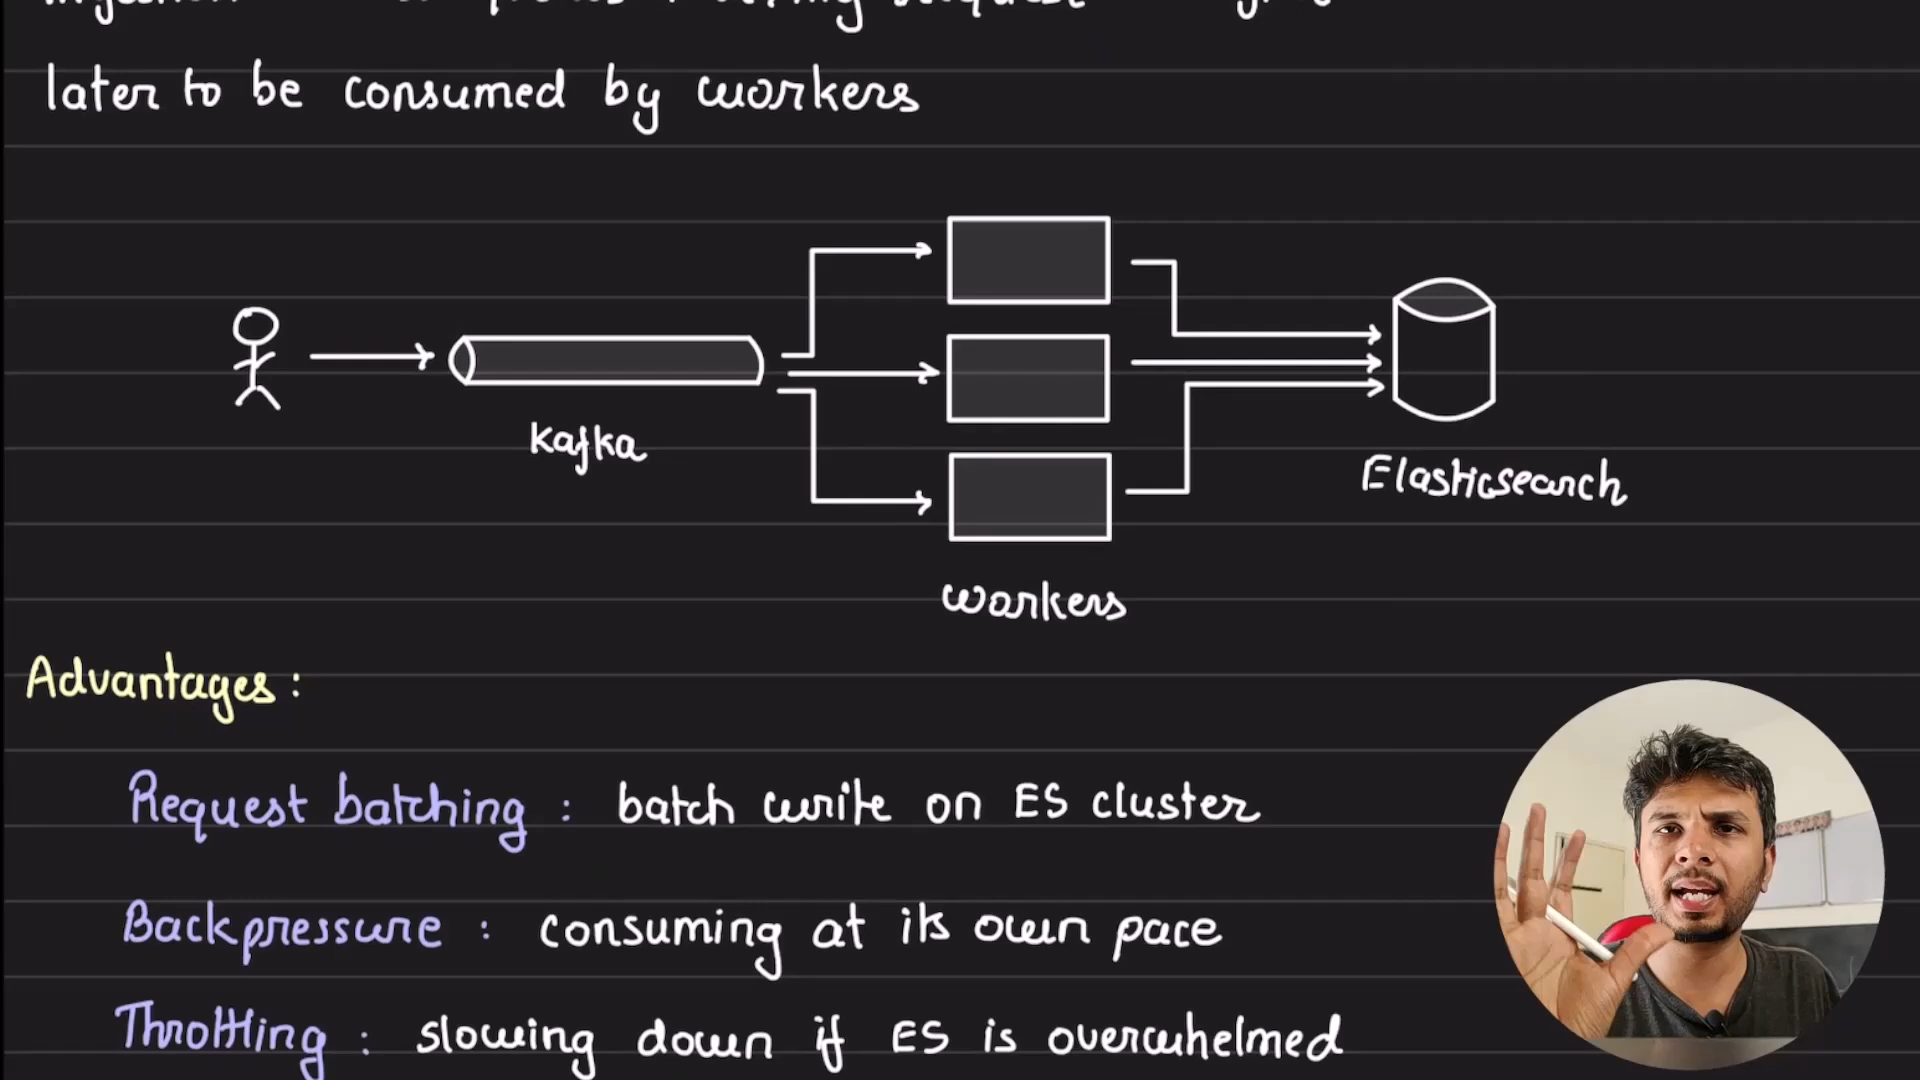 later to be consumed by workers
Kafka
Elasticsearch
workers
Advantages:
Request batching : batch write on ES cluster
Backpressure : consuming at its own pace
Throttling : slowing down if ES is overwhelmed